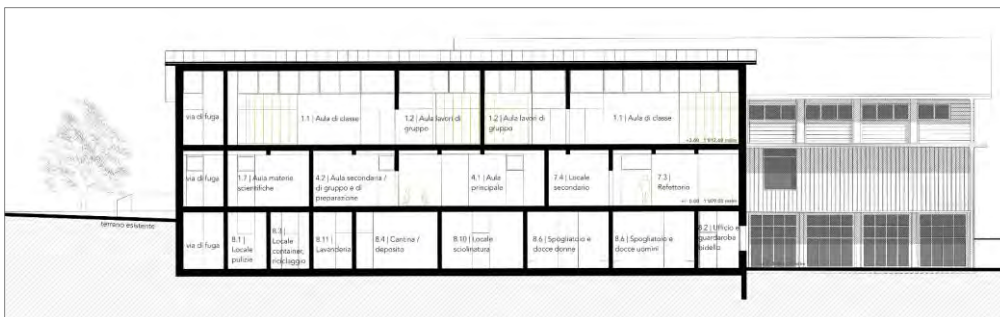 via di fuga
1.1 | Aula di classe
1.2 | Aula lavori di
gruppo
1.2 | Aula lavori di
gruppo
1.1 | Aula di classe
via di fuga
1.7 | Aula materie
scientifiche
4.2 | Aula secondaria /
di gruppo e di
preparazione
4.1 | Aula
principale
7.4 | Locale
secondario
7.3 |
Refettorio
terreno esistente
via di fuga
8.1 |
Locale
pulizie
8.3 |
Locale
container,
riciclaggio
8.11 |
Lavanderia
8.4 | Cantina /
deposito
8.10 | Locale
sciolinatura
8.6 | Spogliatoio e
docce donne
8.6 | Spogliatoio e
docce uomini
8.2 | Ufficio e
guardaroba
bidello